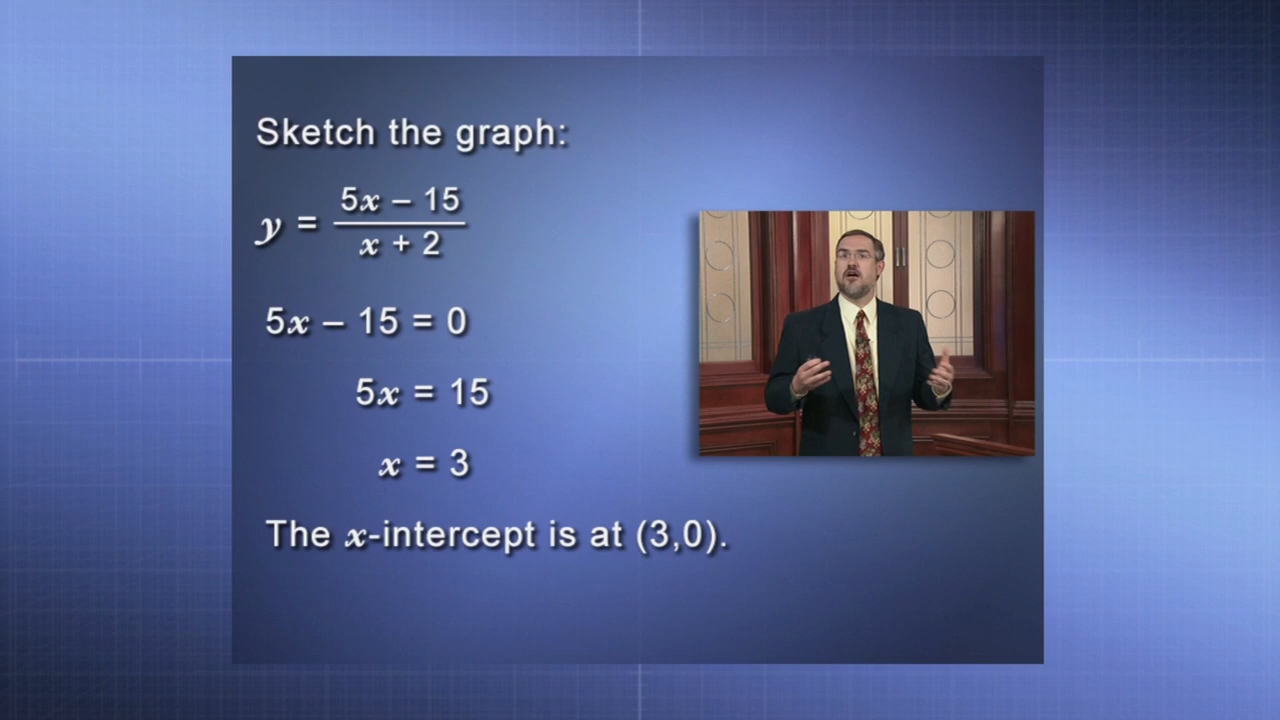 Sketch the graph:
y = (5x – 15)/(x + 2)
5x – 15 = 0
5x = 15
x = 3
The x-intercept is at (3,0).